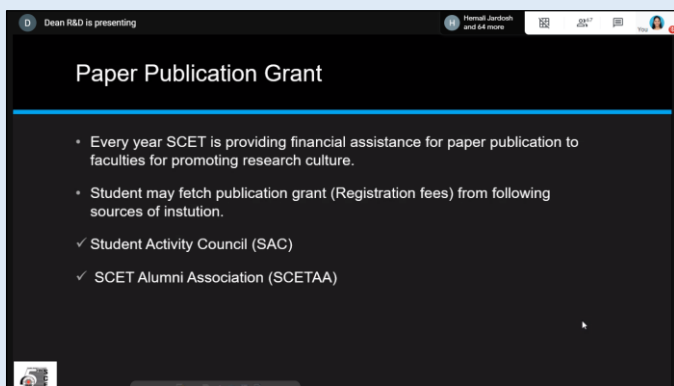 D Dean R&D is presenting
H Hemali Jardosh
and 64 more
67
You
Paper Publication Grant
• Every year SCET is providing financial assistance for paper publication to
faculties for promoting research culture.
• Student may fetch publication grant (Registration fees) from following
sources of instution.
✓ Student Activity Council (SAC)
✓ SCET Alumni Association (SCETAA)